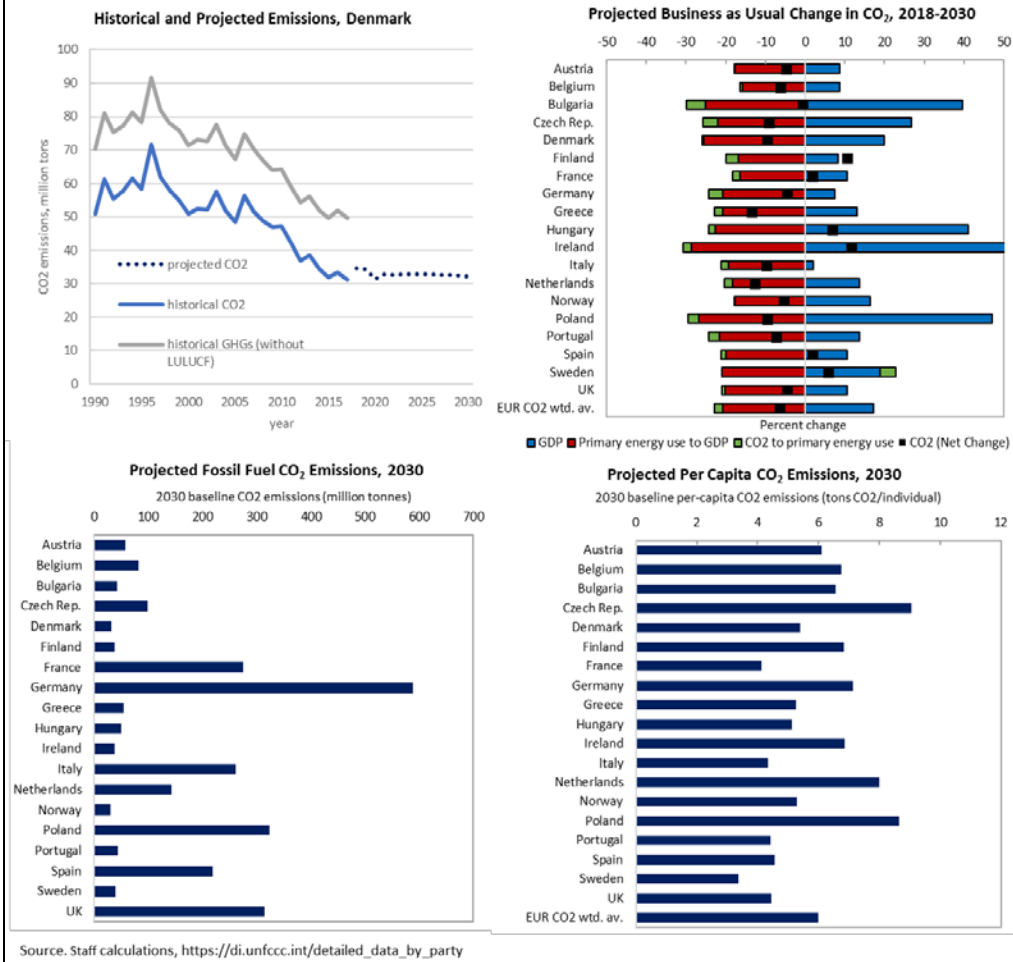 Historical and Projected Emissions, Denmark
100
90
80
70
60
50
40
30
20
10
0
CO2 emissions, million tons
projected CO2
historical CO2
historical GHGs (without
LULUCF)
1990 1995 2000 2005 2010 2015 2020 2025 2030
year
Projected Business as Usual Change in CO₂, 2018-2030
-50 -40 -30 -20 -10 0 10 20 30 40 50
Austria
Belgium
Bulgaria
Czech Rep.
Denmark
Finland
France
Germany
Greece
Hungary
Ireland
Italy
Netherlands
Norway
Poland
Portugal
Spain
Sweden
UK
EUR CO2 wtd. av.
Percent change
GDP Primary energy use to GDP CO2 to primary energy use CO2 (Net Change)
Projected Fossil Fuel CO₂ Emissions, 2030
2030 baseline CO2 emissions (million tonnes)
0 100 200 300 400 500 600 700
Austria
Belgium
Bulgaria
Czech Rep.
Denmark
Finland
France
Germany
Greece
Hungary
Ireland
Italy
Netherlands
Norway
Poland
Portugal
Spain
Sweden
UK
Projected Per Capita CO₂ Emissions, 2030
2030 baseline per-capita CO2 emissions (tons CO2/individual)
0 2 4 6 8 10 12
Austria
Belgium
Bulgaria
Czech Rep.
Denmark
Finland
France
Germany
Greece
Hungary
Ireland
Italy
Netherlands
Norway
Poland
Portugal
Spain
Sweden
UK
EUR CO2 wtd. av.
Source. Staff calculations, https://di.unfccc.int/detailed_data_by_party